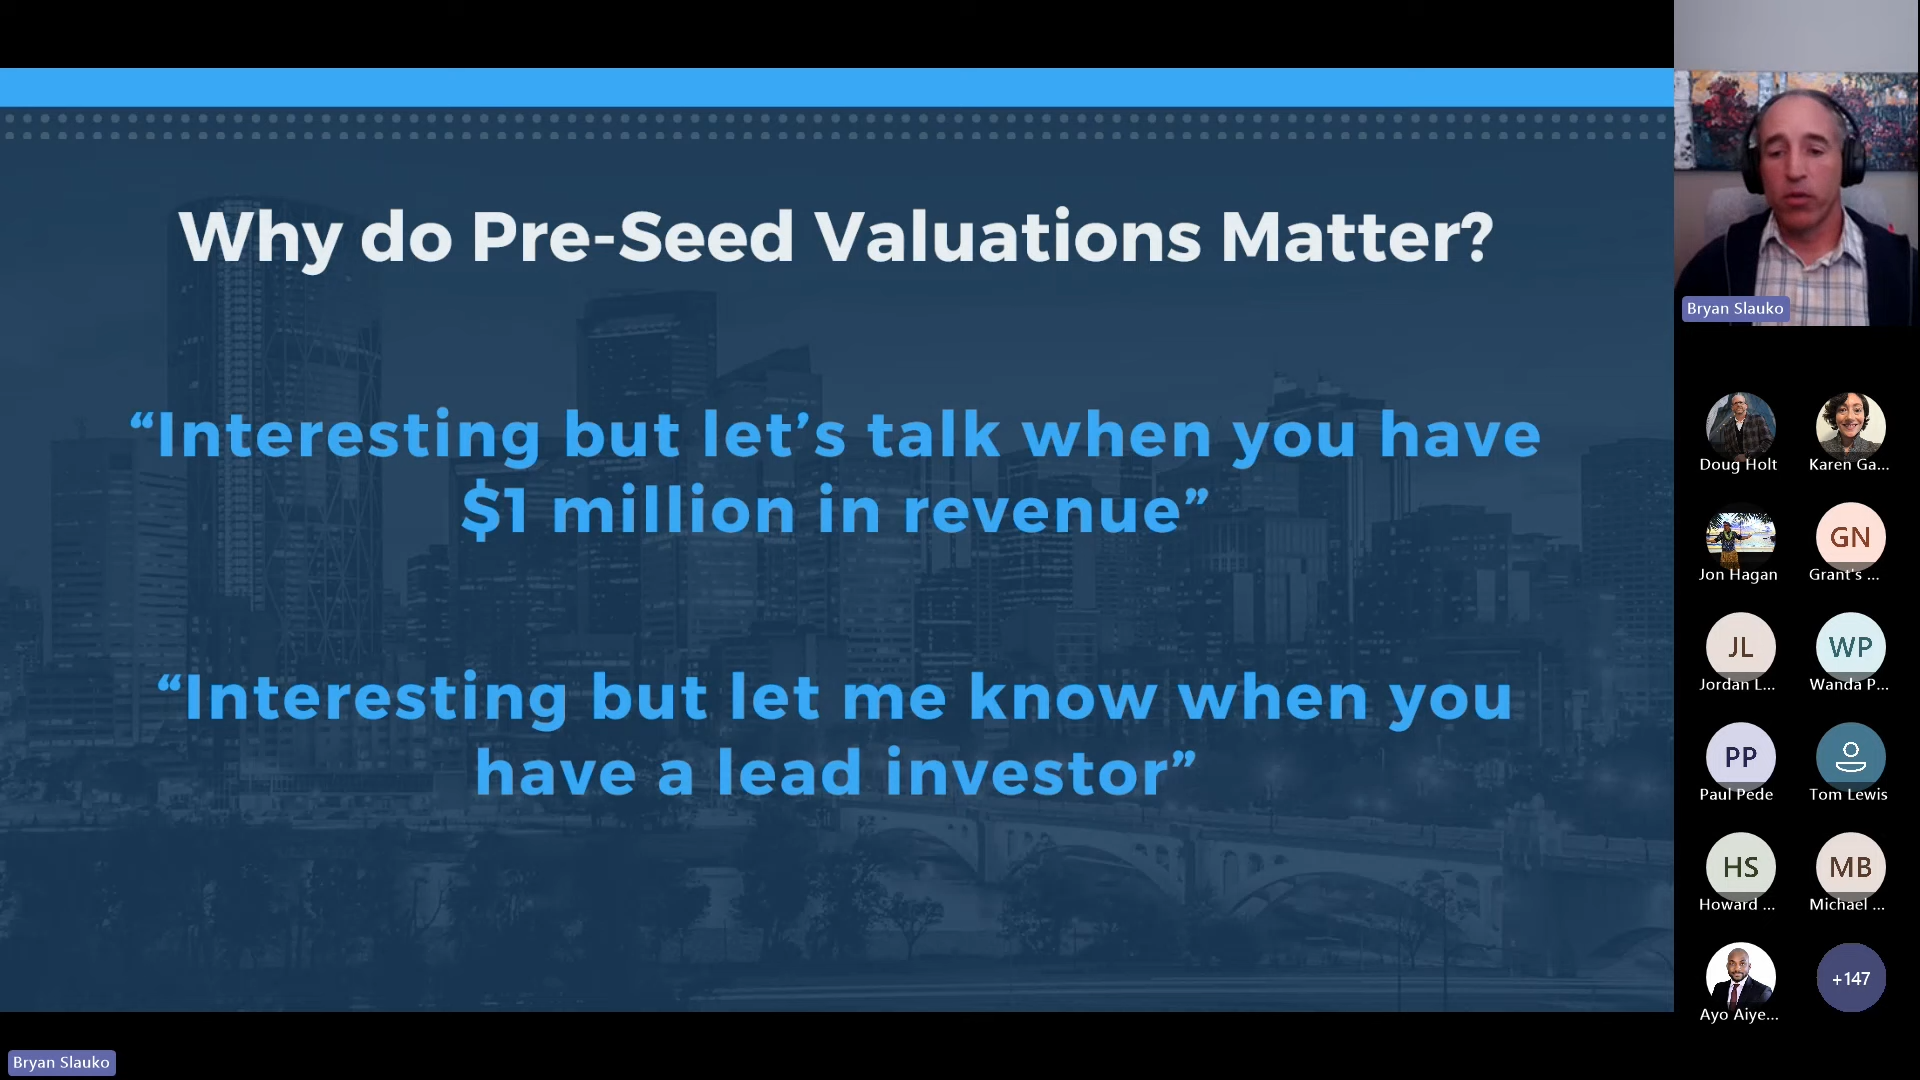 Why do Pre-Seed Valuations Matter?
“Interesting but let’s talk when you have
$1 million in revenue”
“Interesting but let me know when you
have a lead investor”
Bryan Slauko
Doug Holt
Karen Ga...
Jon Hagan
GN
Grant's ...
JL
Jordan L...
WP
Wanda P...
PP
Paul Pede
Tom Lewis
HS
Howard ...
MB
Michael ...
Ayo Aiye...
+147
Bryan Slauko